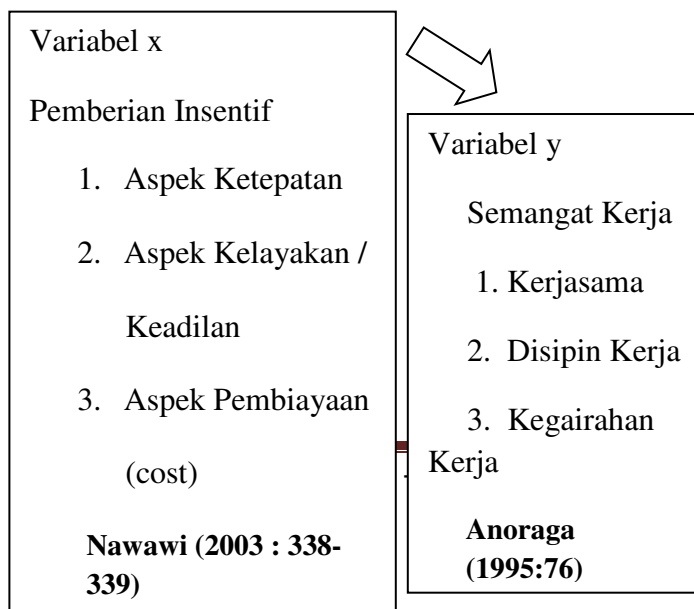 Variabel x
Pemberian Insentif
1. Aspek Ketepatan
2. Aspek Kelayakan /
Keadilan
3. Aspek Pembiayaan
(cost)
Nawawi (2003 : 338-
339)
Variabel y
Semangat Kerja
1. Kerjasama
2. Disipin Kerja
3. Kegairahan
Kerja
Anoraga
(1995:76)